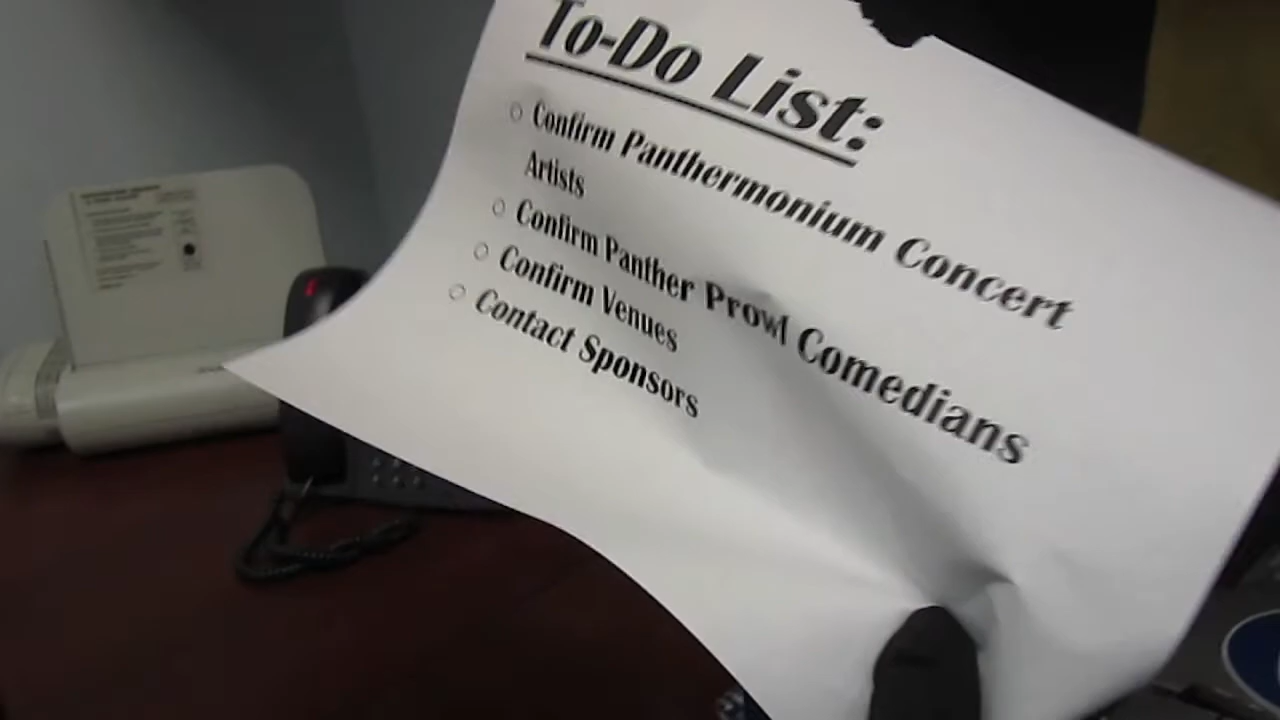 To-Do List:
Confirm Panthermonium Concert
Artists
Confirm Panther Prowl Comedians
Confirm Venues
Contact Sponsors